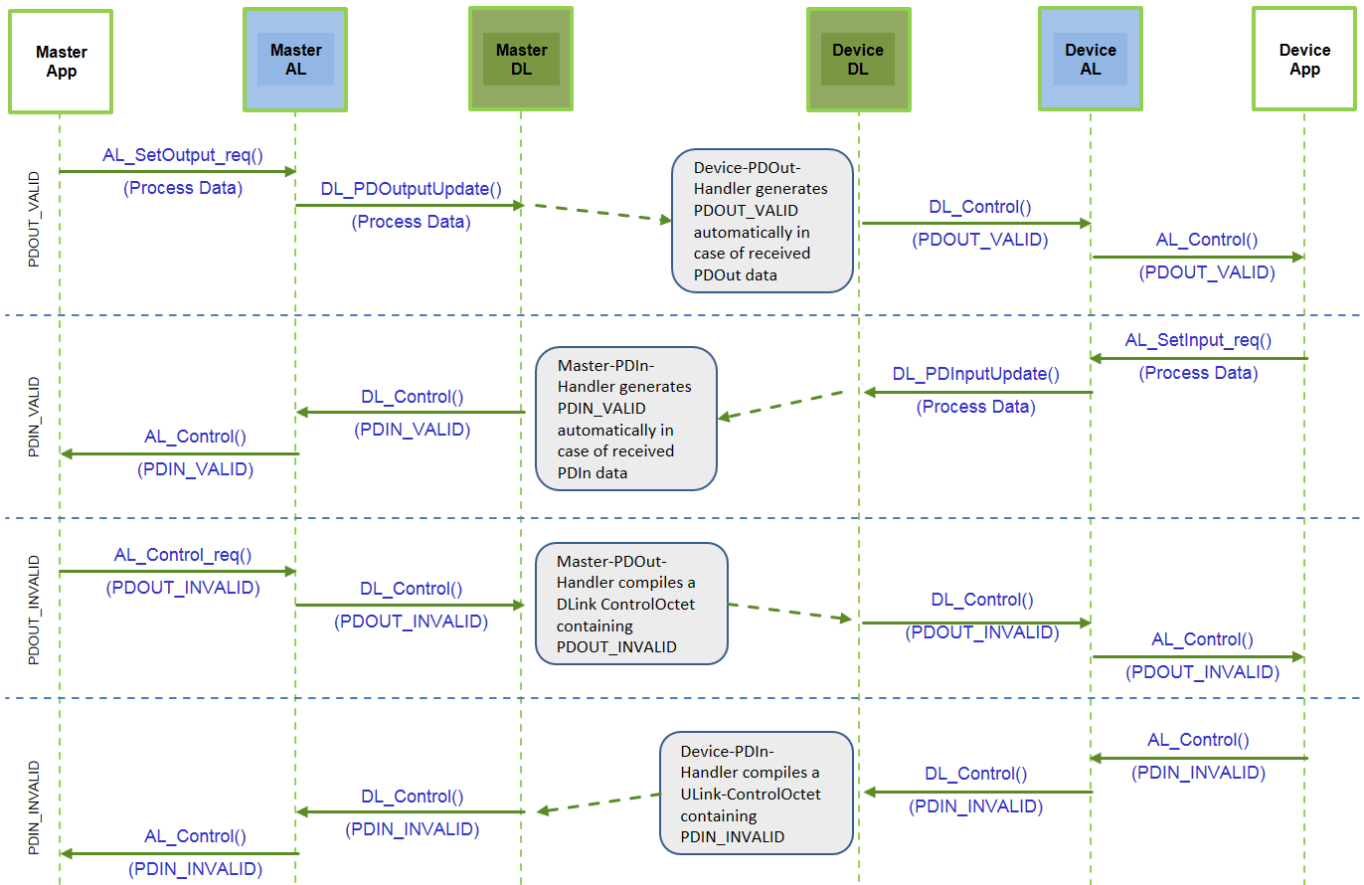 Master
App
Master
AL
Master
DL
Device
DL
Device
AL
Device
App
PDOUT_VALID
AL_SetOutput_req()
(Process Data)
DL_PDOutputUpdate()
(Process Data)
Device-PDOut-
Handler generates
PDOUT_VALID
automatically in
case of received
PDOut data
DL_Control()
(PDOUT_VALID)
AL_Control()
(PDOUT_VALID)
PDIN_VALID
AL_SetInput_req()
(Process Data)
DL_PDInputUpdate()
(Process Data)
Master-PDIn-
Handler generates
PDIN_VALID
automatically in
case of received
PDIn data
DL_Control()
(PDIN_VALID)
AL_Control()
(PDIN_VALID)
PDOUT_INVALID
AL_Control_req()
(PDOUT_INVALID)
DL_Control()
(PDOUT_INVALID)
Master-PDOut-
Handler compiles a
DLink ControlOctet
containing
PDOUT_INVALID
DL_Control()
(PDOUT_INVALID)
AL_Control()
(PDOUT_INVALID)
PDIN_INVALID
AL_Control()
(PDIN_INVALID)
DL_Control()
(PDIN_INVALID)
Device-PDIn-
Handler compiles a
ULink-ControlOctet
containing
PDIN_INVALID
DL_Control()
(PDIN_INVALID)
AL_Control()
(PDIN_INVALID)